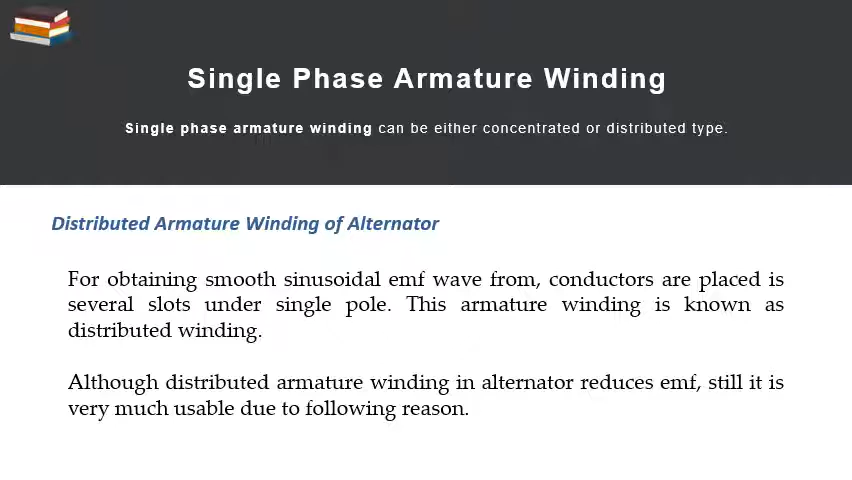 Single Phase Armature Winding
Single phase armature winding can be either concentrated or distributed type.
Distributed Armature Winding of Alternator
For obtaining smooth sinusoidal emf wave from, conductors are placed is
several slots under single pole. This armature winding is known as
distributed winding.
Although distributed armature winding in alternator reduces emf, still it is
very much usable due to following reason.